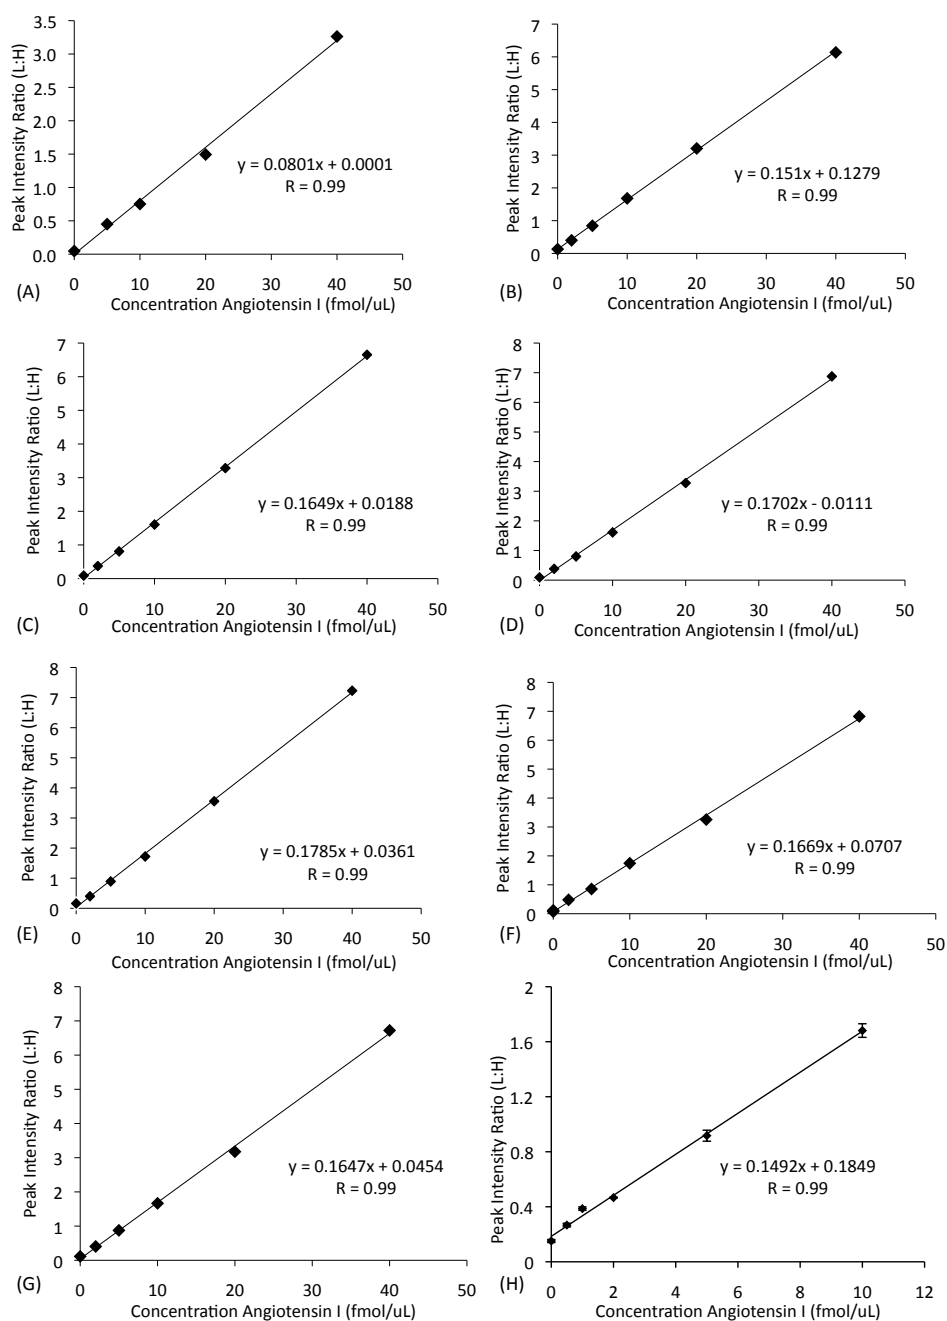 3.5
3.0
2.5
2.0
1.5
1.0
0.5
0.0
Peak Intensity Ratio (L:H)
y = 0.0801x + 0.0001
R = 0.99
0 10 20 30 40 50
(A) Concentration Angiotensin I (fmol/uL)
7
6
5
4
3
2
1
0
Peak Intensity Ratio (L:H)
y = 0.151x + 0.1279
R = 0.99
0 10 20 30 40 50
(B) Concentration Angiotensin I (fmol/uL)
7
6
5
4
3
2
1
0
Peak Intensity Ratio (L:H)
y = 0.1649x + 0.0188
R = 0.99
0 10 20 30 40 50
(C) Concentration Angiotensin I (fmol/uL)
8
7
6
5
4
3
2
1
0
Peak Intensity Ratio (L:H)
y = 0.1702x - 0.0111
R = 0.99
0 10 20 30 40 50
(D) Concentration Angiotensin I (fmol/uL)
8
7
6
5
4
3
2
1
0
Peak Intensity Ratio (L:H)
y = 0.1785x + 0.0361
R = 0.99
0 10 20 30 40 50
(E) Concentration Angiotensin I (fmol/uL)
8
7
6
5
4
3
2
1
0
Peak Intensity Ratio (L:H)
y = 0.1669x + 0.0707
R = 0.99
0 10 20 30 40 50
(F) Concentration Angiotensin I (fmol/uL)
8
7
6
5
4
3
2
1
0
Peak Intensity Ratio (L:H)
y = 0.1647x + 0.0454
R = 0.99
0 10 20 30 40 50
(G) Concentration Angiotensin I (fmol/uL)
2
1.6
1.2
0.8
0.4
0
Peak Intensity Ratio (L:H)
y = 0.1492x + 0.1849
R = 0.99
0 2 4 6 8 10 12
(H) Concentration Angiotensin I (fmol/uL)